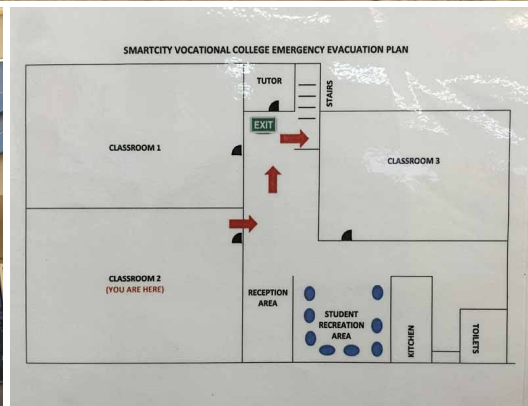 SMARTCITY VOCATIONAL COLLEGE EMERGENCY EVACUATION PLAN
TUTOR
STAIRS
EXIT
CLASSROOM 1
CLASSROOM 3
CLASSROOM 2
(YOU ARE HERE)
RECEPTION
AREA
STUDENT
RECREATION
AREA
KITCHEN
TOILETS